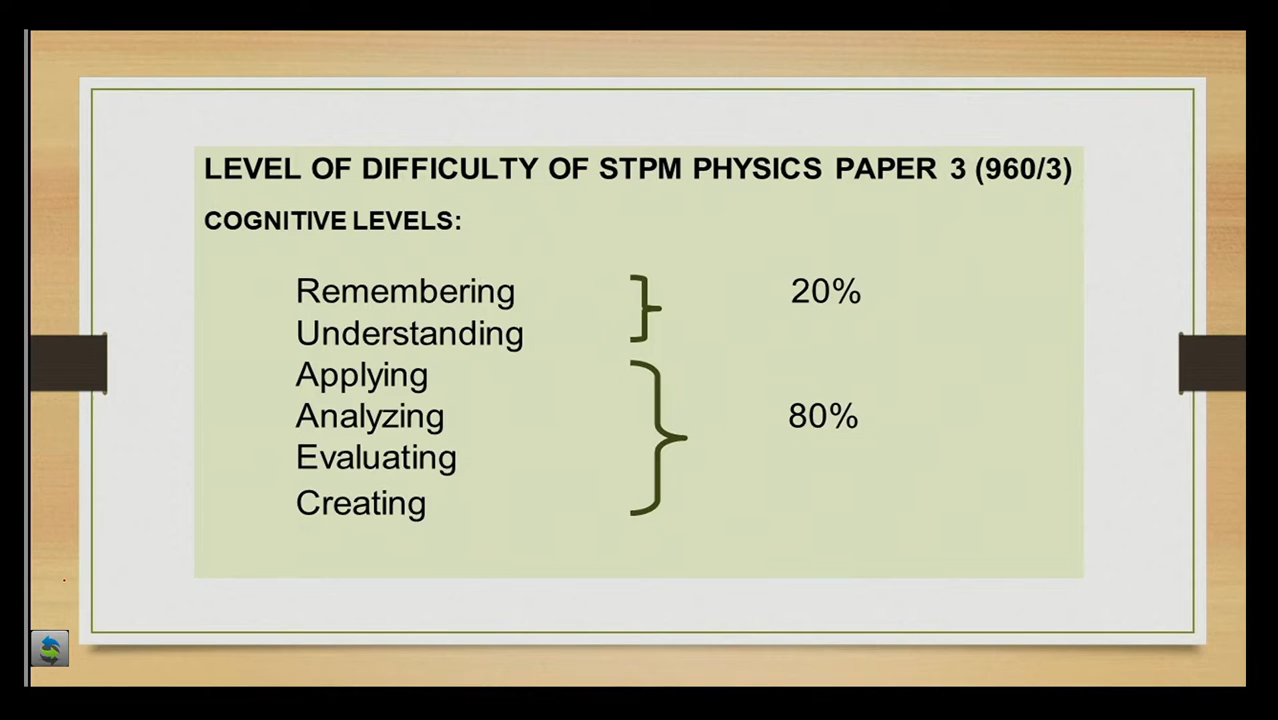 LEVEL OF DIFFICULTY OF STPM PHYSICS PAPER 3 (960/3)
COGNITIVE LEVELS:
Remembering 20%
Understanding
Applying
Analyzing 80%
Evaluating
Creating